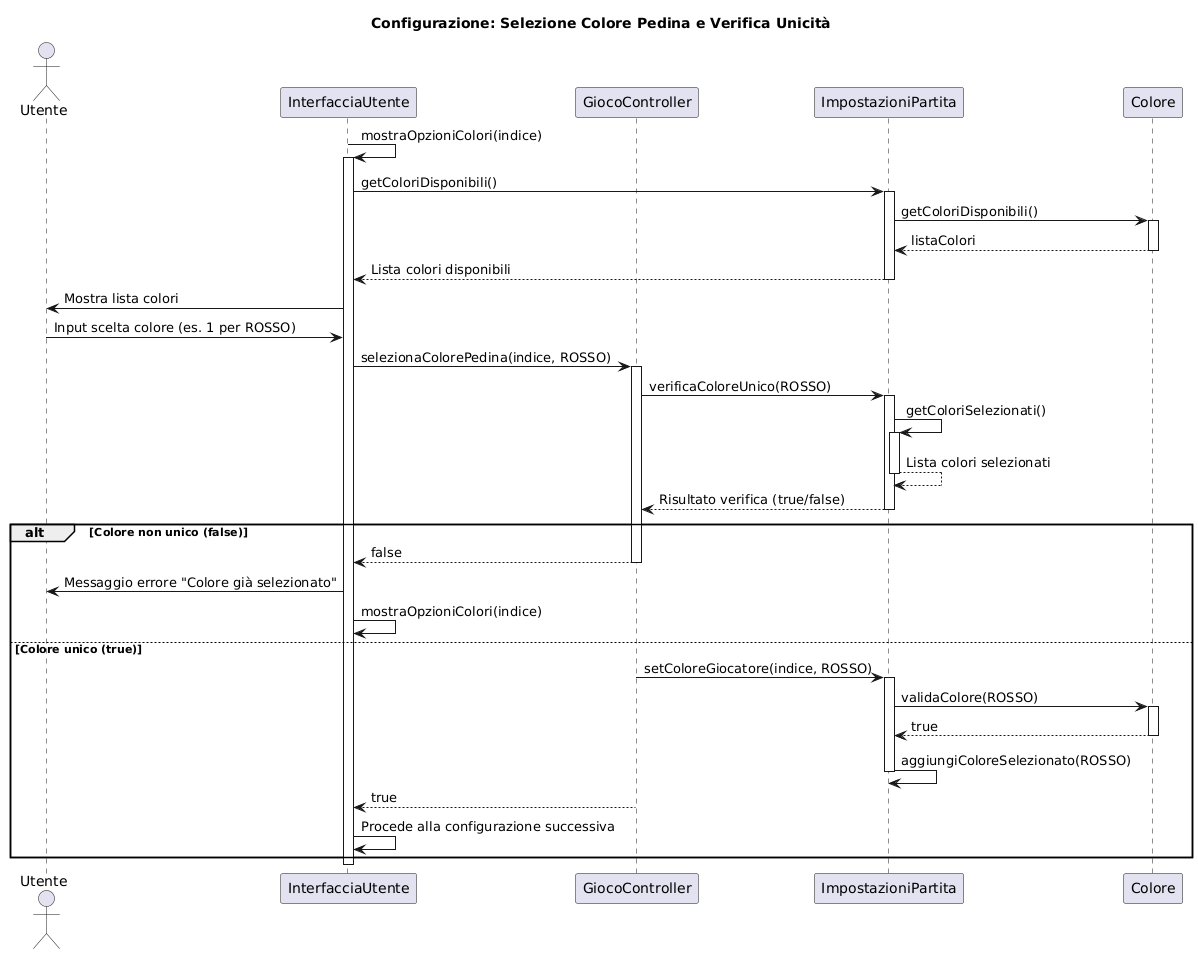 Configurazione: Selezione Colore Pedina e Verifica Unicità
Utente
InterfacciaUtente
GiocoController
ImpostazioniPartita
Colore
mostraOpzioniColori(indice)
getColoriDisponibili()
getColoriDisponibili()
listaColori
Lista colori disponibili
Mostra lista colori
Input scelta colore (es. 1 per ROSSO)
selezionaColorePedina(indice, ROSSO)
verificaColoreUnico(ROSSO)
getColoriSelezionati()
Lista colori selezionati
Risultato verifica (true/false)
alt
[Colore non unico (false)]
false
Messaggio errore "Colore già selezionato"
mostraOpzioniColori(indice)
[Colore unico (true)]
setColoreGiocatore(indice, ROSSO)
validaColore(ROSSO)
true
aggiungiColoreSelezionato(ROSSO)
true
Procede alla configurazione successiva
Utente
InterfacciaUtente
GiocoController
ImpostazioniPartita
Colore